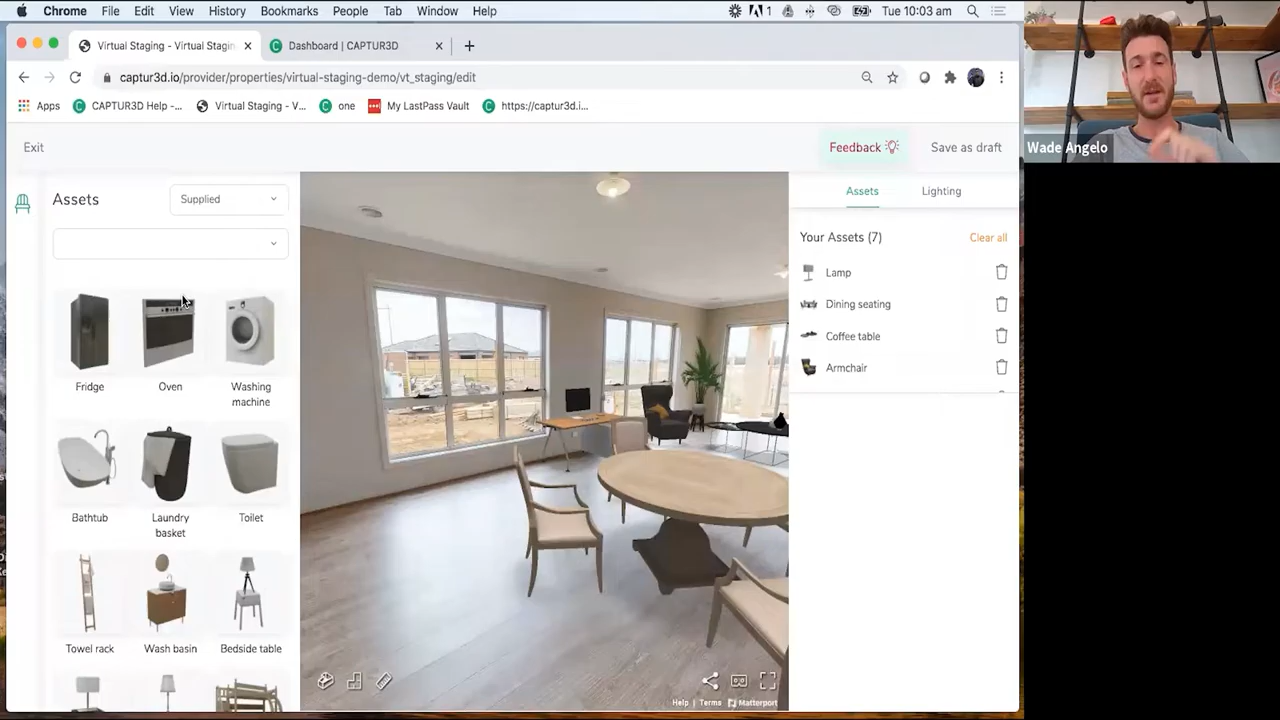 Chrome File Edit View History Bookmarks People Tab Window Help 1 Tue 10:03 am
Virtual Staging - Virtual Stagin Dashboard | CAPTUR3D
captur3d.io/provider/properties/virtual-staging-demo/vt_staging/edit
Apps CAPTUR3D Help -... Virtual Staging - V... one My LastPass Vault https://captur3d.i...
Wade Angelo
Exit Feedback Save as draft
Assets Supplied
Assets Lighting
Your Assets (7) Clear all
Lamp
Dining seating
Coffee table
Armchair
Fridge Oven Washing
machine
Bathtub Laundry
basket Toilet
Towel rack Wash basin Bedside table
Help | Terms Matterport